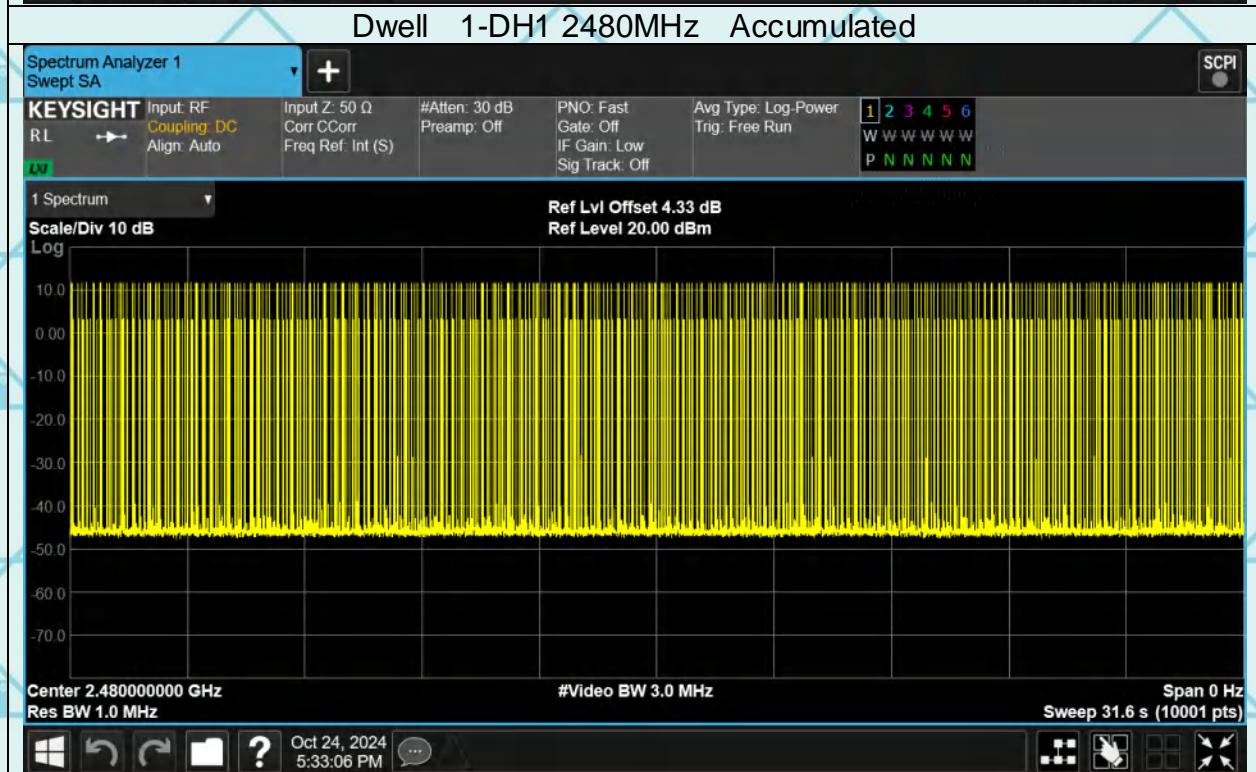 Dwell 1-DH1 2480MHz Accumulated
Spectrum Analyzer 1
Swept SA
+
SCPI
KEYSIGHT
RL
LXI
Input: RF
Coupling: DC
Align: Auto
Input Z: 50 Ω
Corr CCorr
Freq Ref: Int (S)
#Atten: 30 dB
Preamp: Off
PNO: Fast
Gate: Off
IF Gain: Low
Sig Track: Off
Avg Type: Log-Power
Trig: Free Run
1 2 3 4 5 6
W W W W W W
P N N N N N
1 Spectrum
Scale/Div 10 dB
Ref Lvl Offset 4.33 dB
Ref Level 20.00 dBm
Log
10.0
0.00
-10.0
-20.0
-30.0
-40.0
-50.0
-60.0
-70.0
Center 2.480000000 GHz
#Video BW 3.0 MHz
Span 0 Hz
Res BW 1.0 MHz
Sweep 31.6 s (10001 pts)
?
Oct 24, 2024
5:33:06 PM